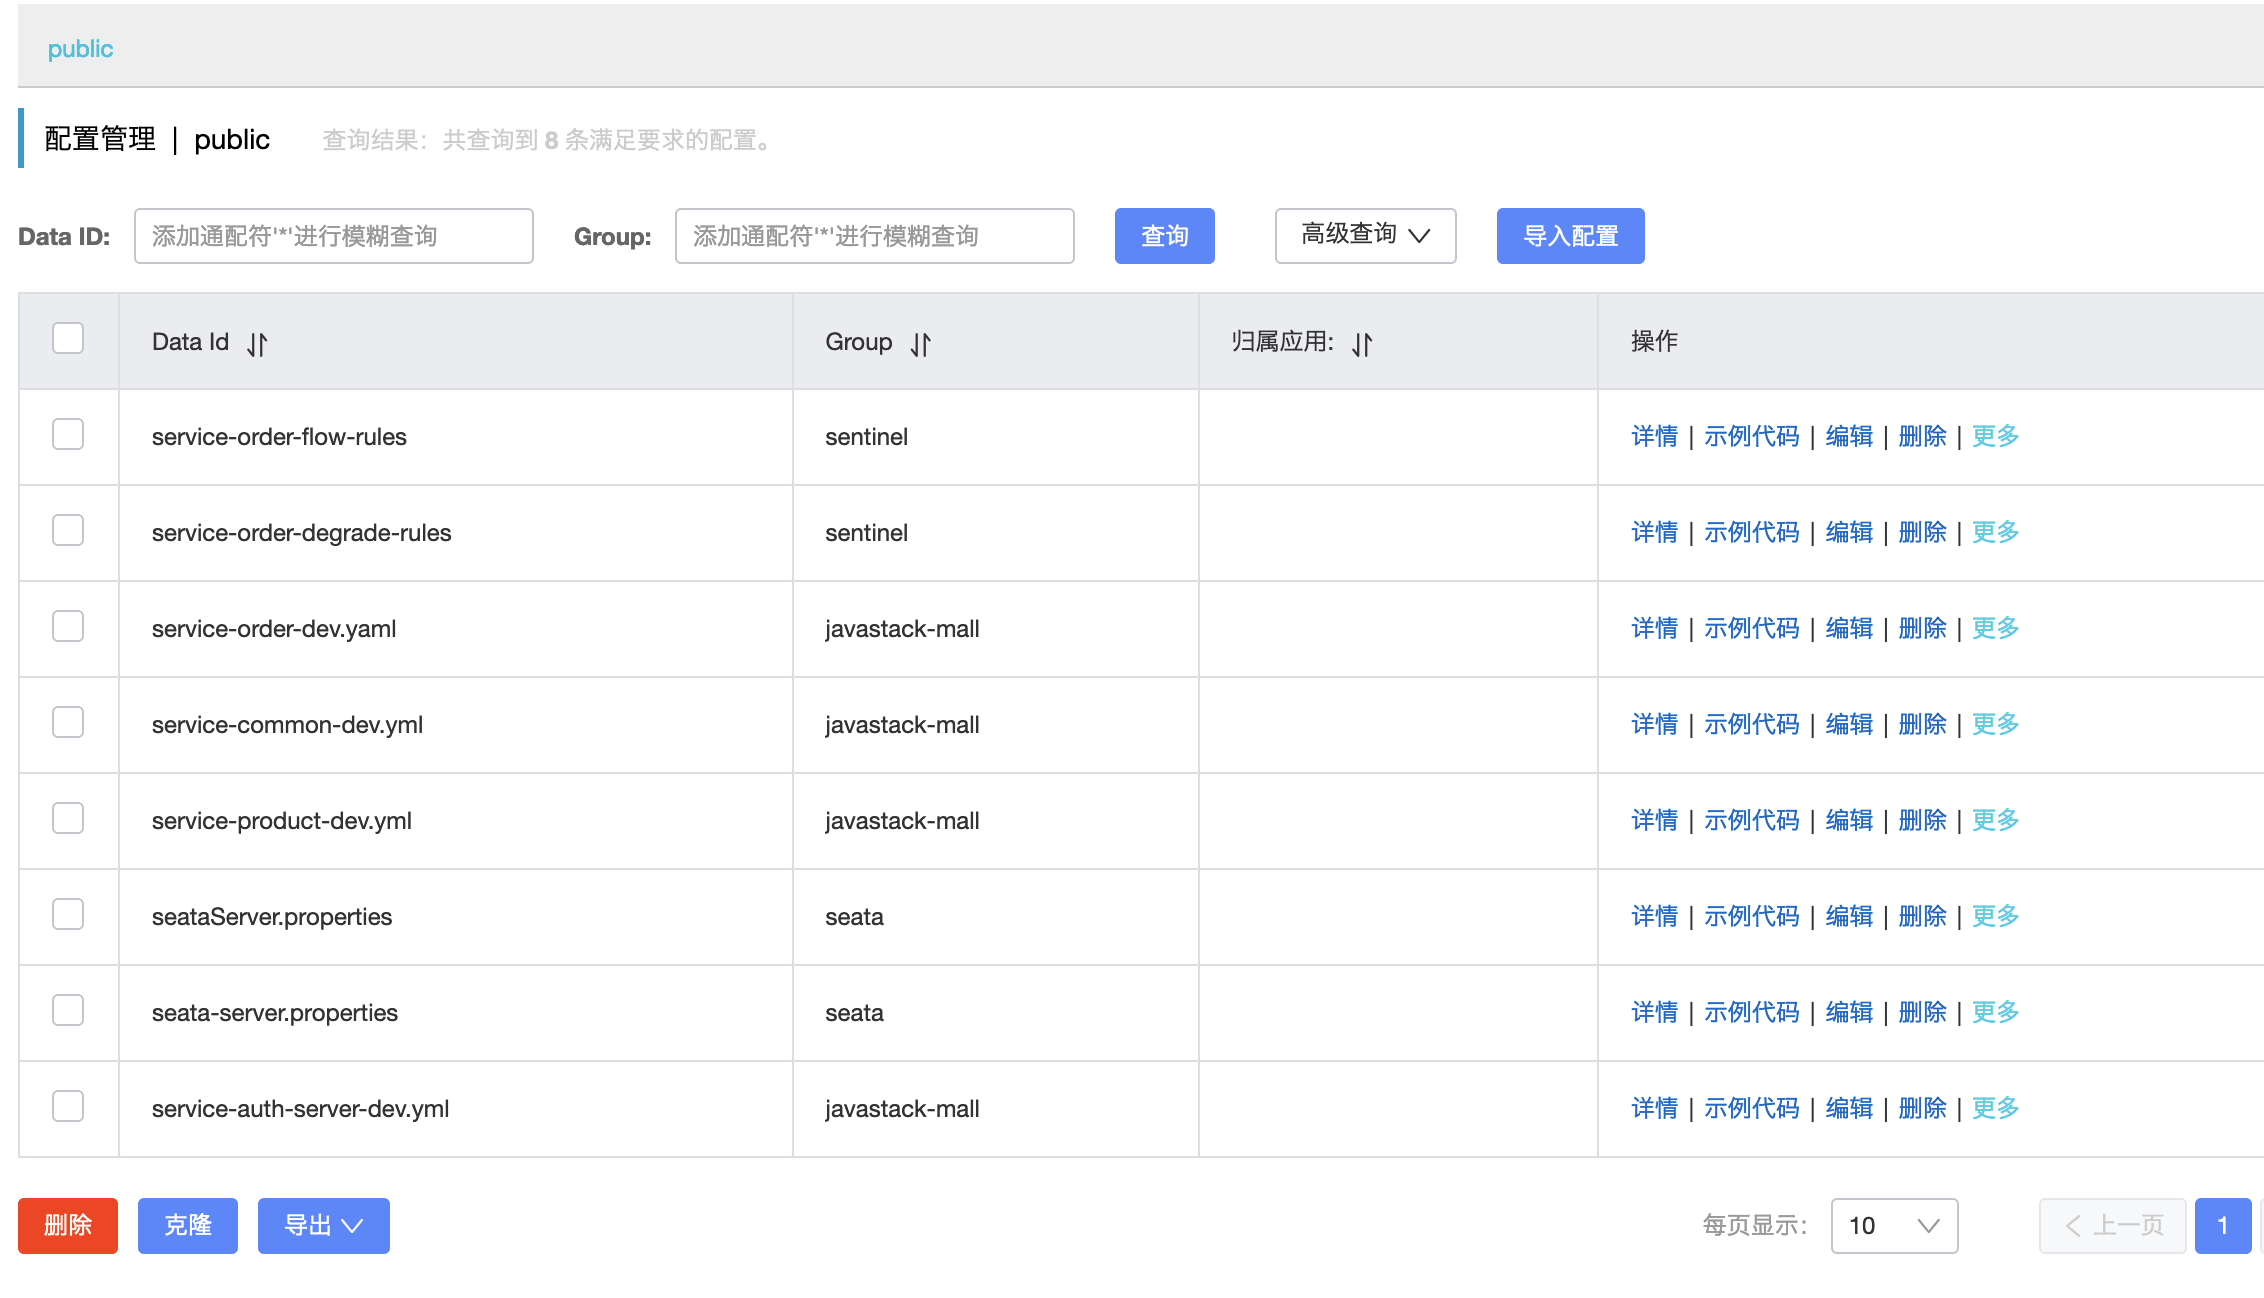 public
配置管理 | public 查询结果：共查询到 8 条满足要求的配置。
Data ID: 添加通配符'*'进行模糊查询 Group: 添加通配符'*'进行模糊查询 查询 高级查询 导入配置
Data Id Group 归属应用: 操作
service-order-flow-rules sentinel 详情 | 示例代码 | 编辑 | 删除 | 更多
service-order-degrade-rules sentinel 详情 | 示例代码 | 编辑 | 删除 | 更多
service-order-dev.yaml javastack-mall 详情 | 示例代码 | 编辑 | 删除 | 更多
service-common-dev.yml javastack-mall 详情 | 示例代码 | 编辑 | 删除 | 更多
service-product-dev.yml javastack-mall 详情 | 示例代码 | 编辑 | 删除 | 更多
seataServer.properties seata 详情 | 示例代码 | 编辑 | 删除 | 更多
seata-server.properties seata 详情 | 示例代码 | 编辑 | 删除 | 更多
service-auth-server-dev.yml javastack-mall 详情 | 示例代码 | 编辑 | 删除 | 更多
删除 克隆 导出 每页显示: 10 上一页 1